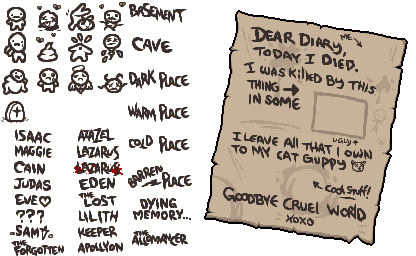 BASEMENT
CAVE
DARK PLACE
WARM PLACE
COLD PLACE
BARREN PLACE
DYING MEMORY...
THE ALLOMANCER
ISAAC
MAGGIE
CAIN
JUDAS
EVE♡
???
SAMS
THE FORGOTTEN
AZAZEL
LAZARUS
LAZARUS
EDEN
THE LOST
LILITH
KEEPER
APOLLYON
DEAR DIARY,
ME
TODAY I DIED.
I WAS KILLED BY THIS
THING →
IN SOME
UGLY↑
I LEAVE ALL THAT I OWN
TO MY CAT GUPPY
↖ COOL STUFF!
GOODBYE CRUEL WORLD
XOXO